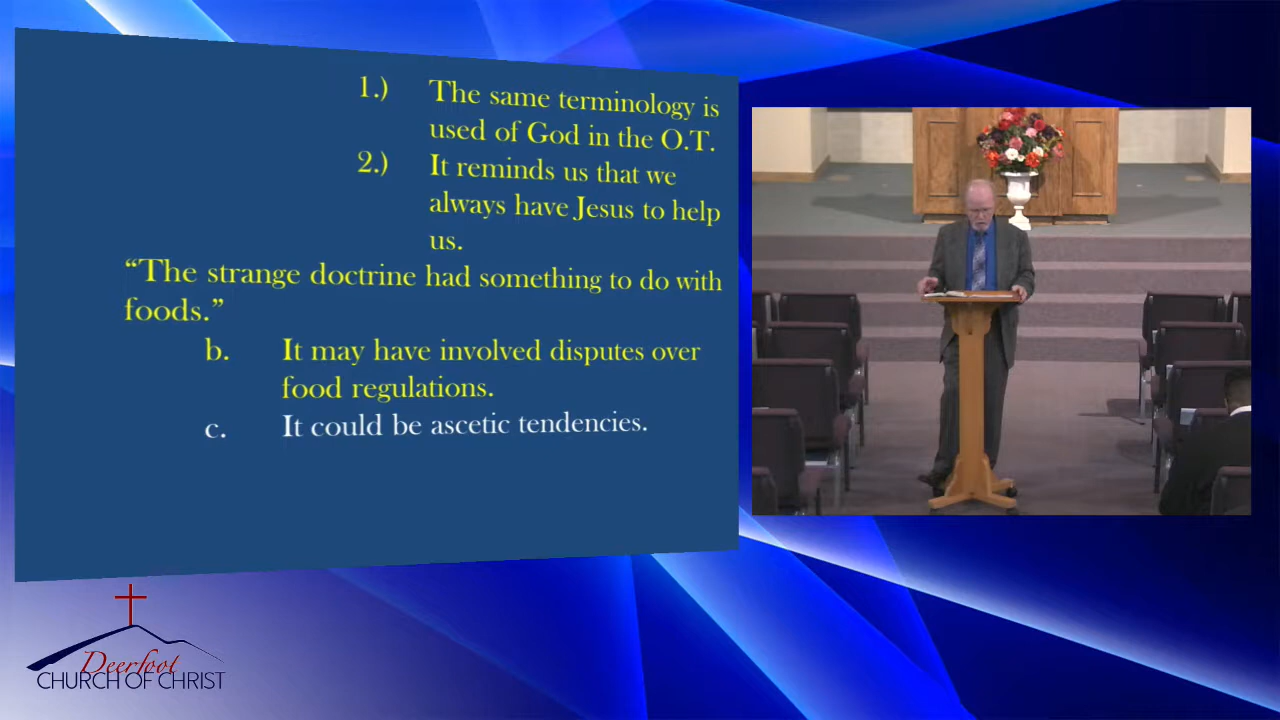 1.) The same terminology is
used of God in the O.T.
2.) It reminds us that we
always have Jesus to help
us.
“The strange doctrine had something to do with
foods.”
b. It may have involved disputes over
food regulations.
c. It could be ascetic tendencies.
Deerfoot
CHURCH OF CHRIST